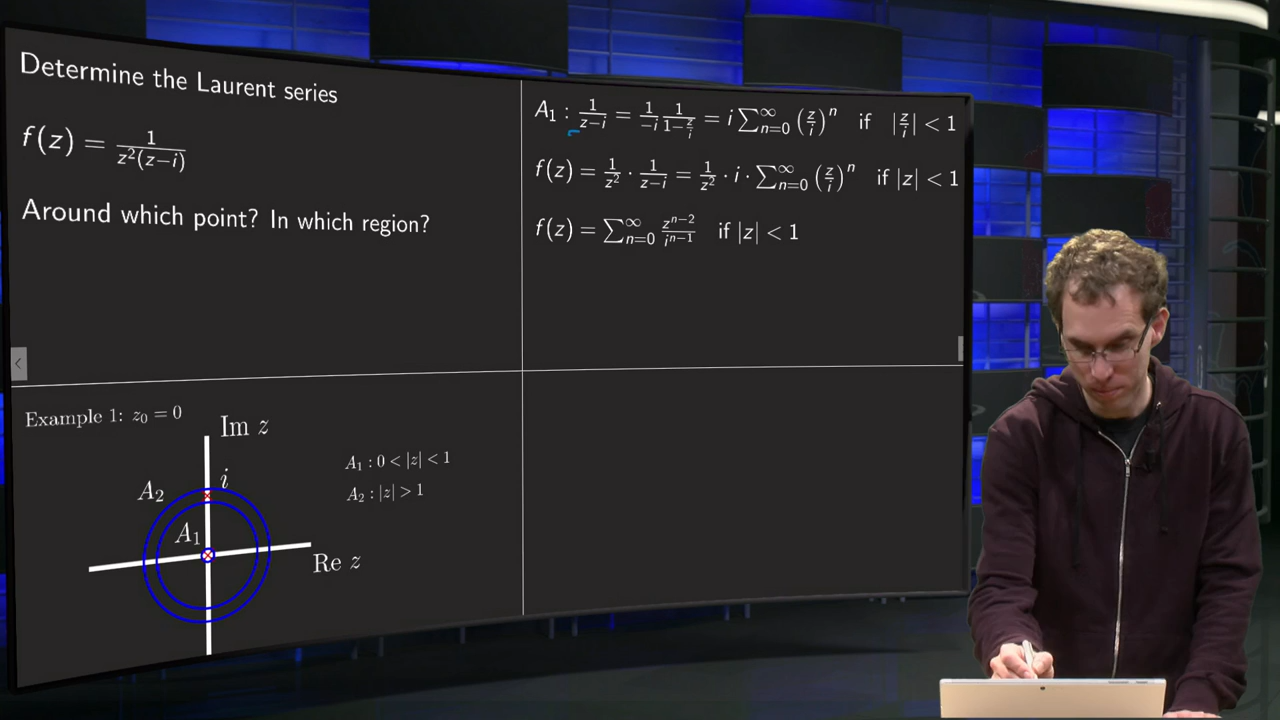 Determine the Laurent series
f(z) = 1/(z²(z−i))
Around which point? In which region?
A₁ : 1/(z−i) = 1/(−i) 1/(1−z/i) = i ∑_{n=0}^{∞} (z/i)ⁿ if |z/i| < 1
f(z) = 1/z² · 1/(z−i) = 1/z² · i · ∑_{n=0}^{∞} (z/i)ⁿ if |z| < 1
f(z) = ∑_{n=0}^{∞} z^{n−2}/i^{n−1} if |z| < 1
Example 1: z₀ = 0
Im z
i
A₂
A₁
Re z
A₁ : 0 < |z| < 1
A₂ : |z| > 1